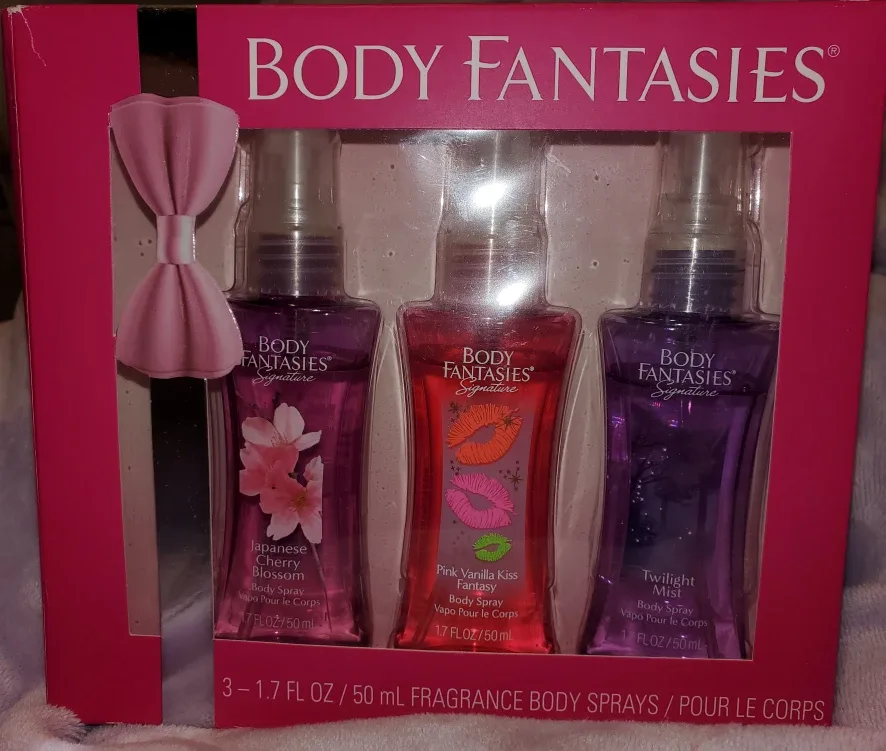 BODY FANTASIES®
BODY
FANTASIES®
Signature
Japanese
Cherry
Blossom
Body Spray
Vapo Pour le Corps
1.7 FL OZ/50 mL
BODY
FANTASIES®
Signature
Pink Vanilla Kiss
Fantasy
Body Spray
Vapo Pour le Corps
1.7 FL OZ/50 mL
BODY
FANTASIES®
Signature
Twilight
Mist
Body Spray
Vapo Pour le Corps
1.7 FL OZ/50 mL
3 – 1.7 FL OZ / 50 mL FRAGRANCE BODY SPRAYS / POUR LE CORPS